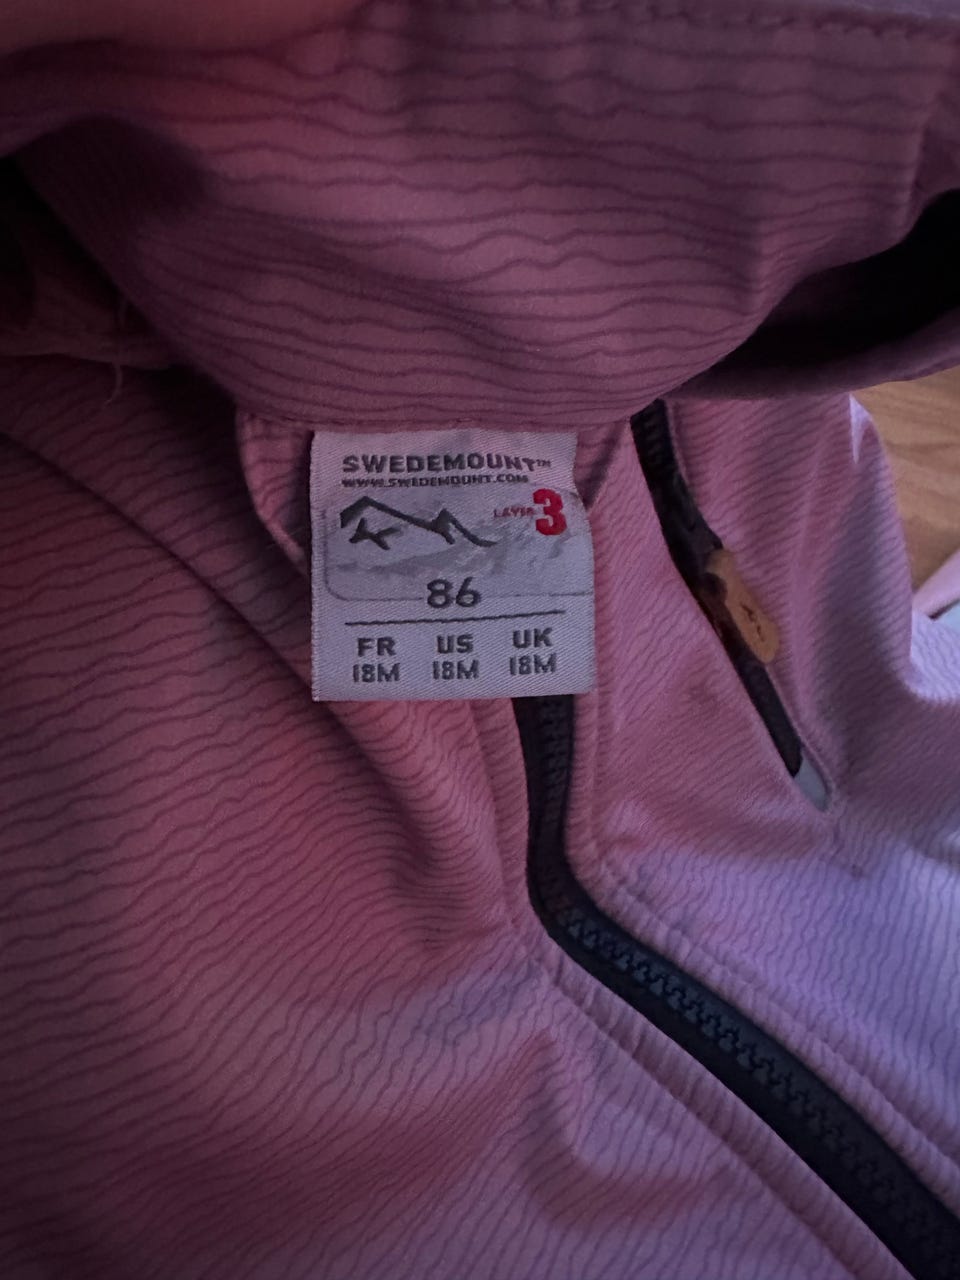 SWEDEMOUNT™
WWW.SWEDEMOUNT.COM
LAYER 3
86
FR US UK
18M 18M 18M